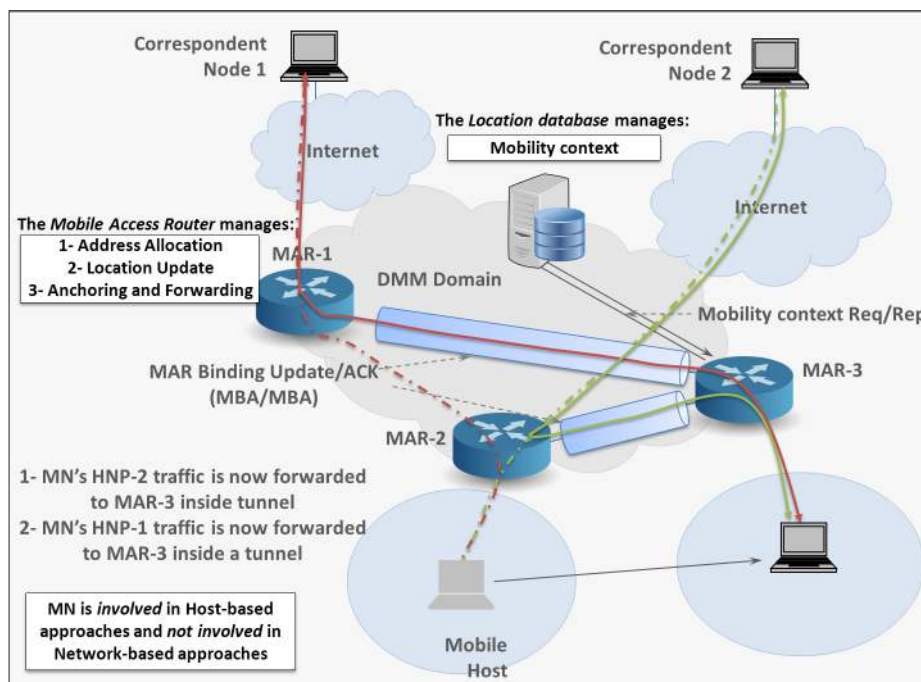 Correspondent
Node 1
Correspondent
Node 2
The Location database manages:
Mobility context
Internet
Internet
The Mobile Access Router manages:
1- Address Allocation
2- Location Update
3- Anchoring and Forwarding
MAR-1
DMM Domain
Mobility context Req/Rep
MAR Binding Update/ACK
(MBA/MBA)
MAR-3
MAR-2
1- MN's HNP-2 traffic is now forwarded
to MAR-3 inside tunnel
2- MN's HNP-1 traffic is now forwarded
to MAR-3 inside a tunnel
MN is involved in Host-based
approaches and not involved in
Network-based approaches
Mobile
Host